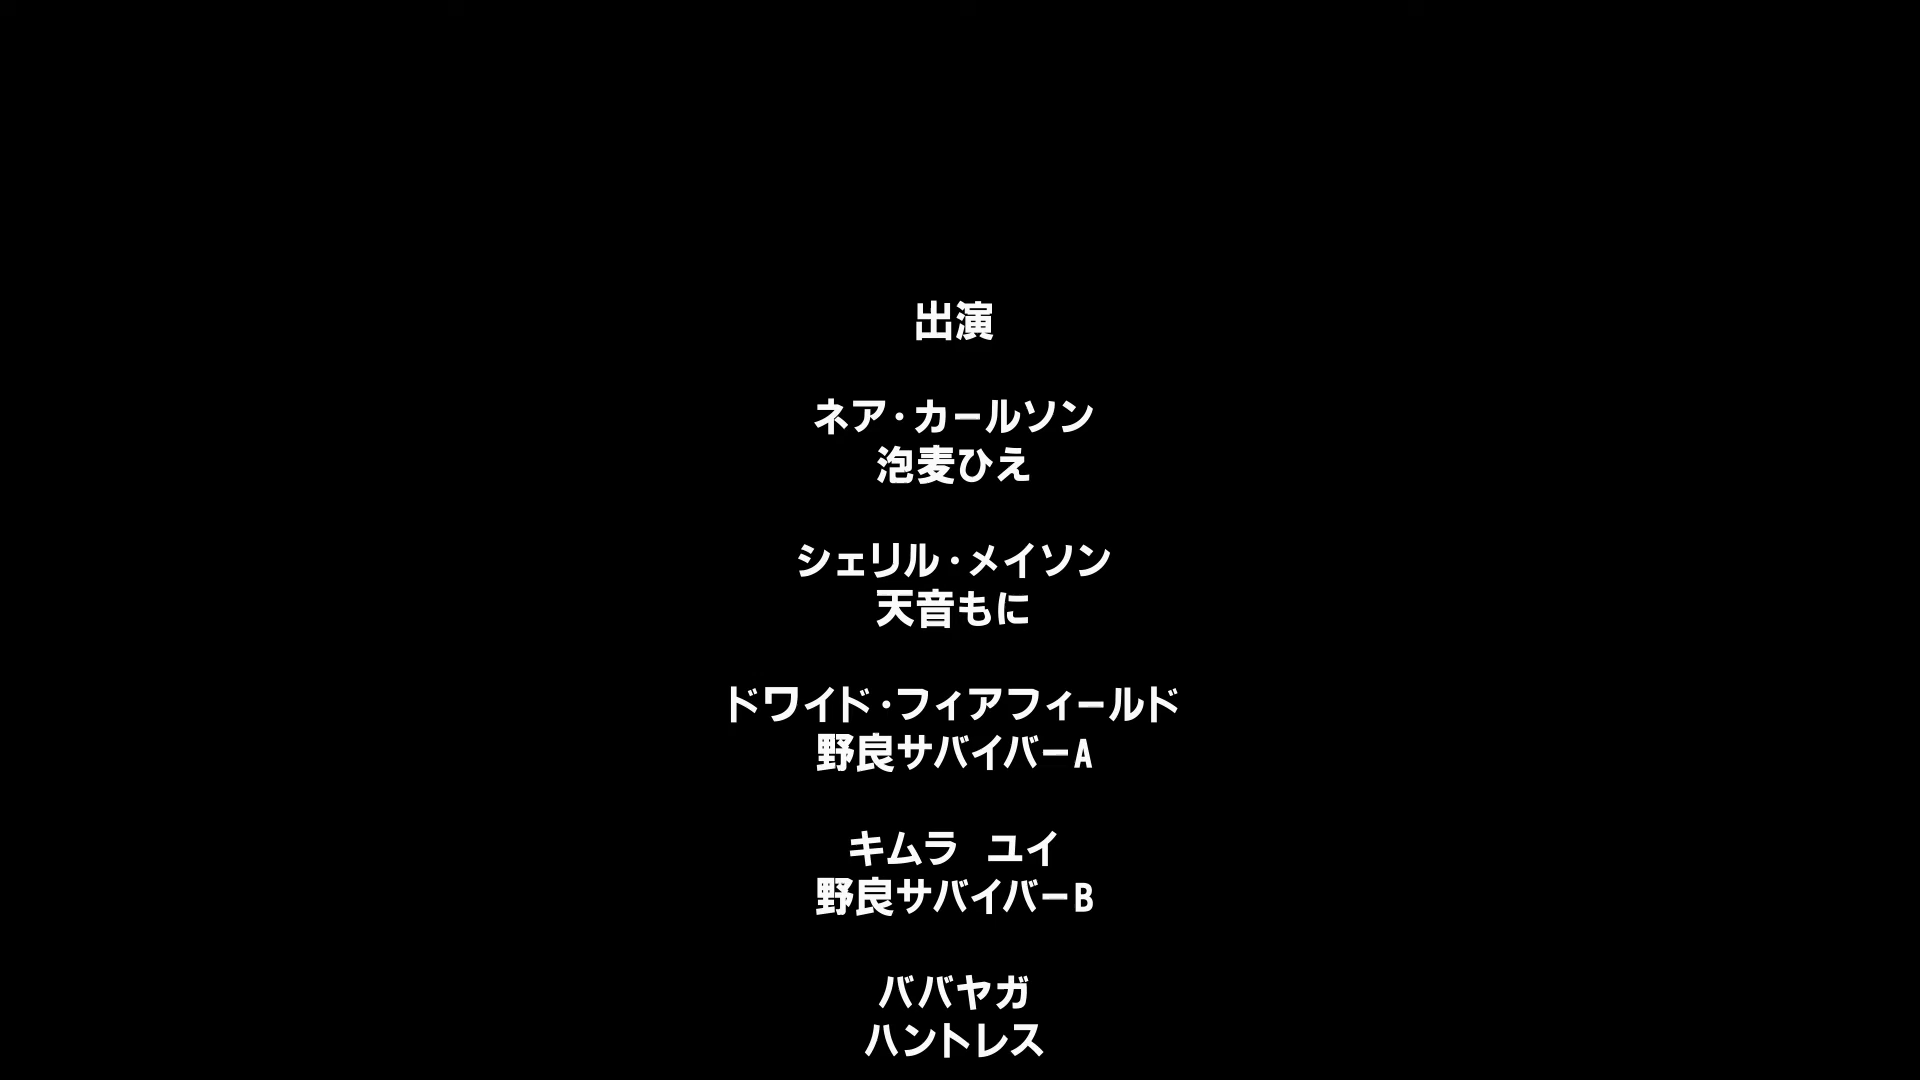 出演
ネア・カールソン
泡麦ひえ
シェリル・メイソン
天音もに
ドワイド・フィアフィールド
野良サバイバーA
キムラ　ユイ
野良サバイバーB
ババヤガ
ハントレス